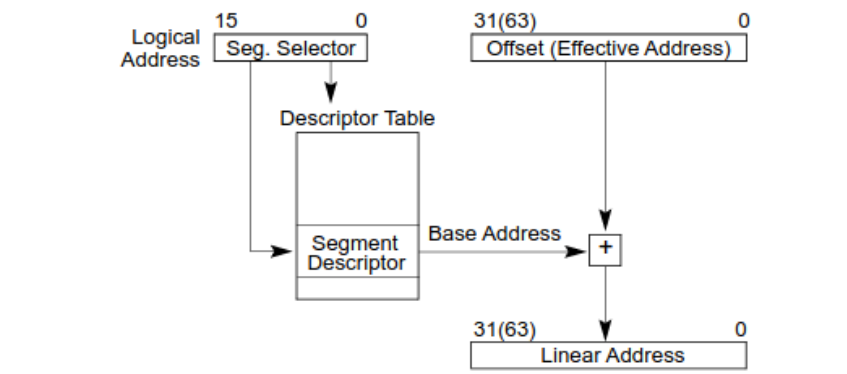 15 0
31(63) 0
Logical
Address
Seg. Selector
Offset (Effective Address)
Descriptor Table
Base Address
+
Segment
Descriptor
31(63) 0
Linear Address